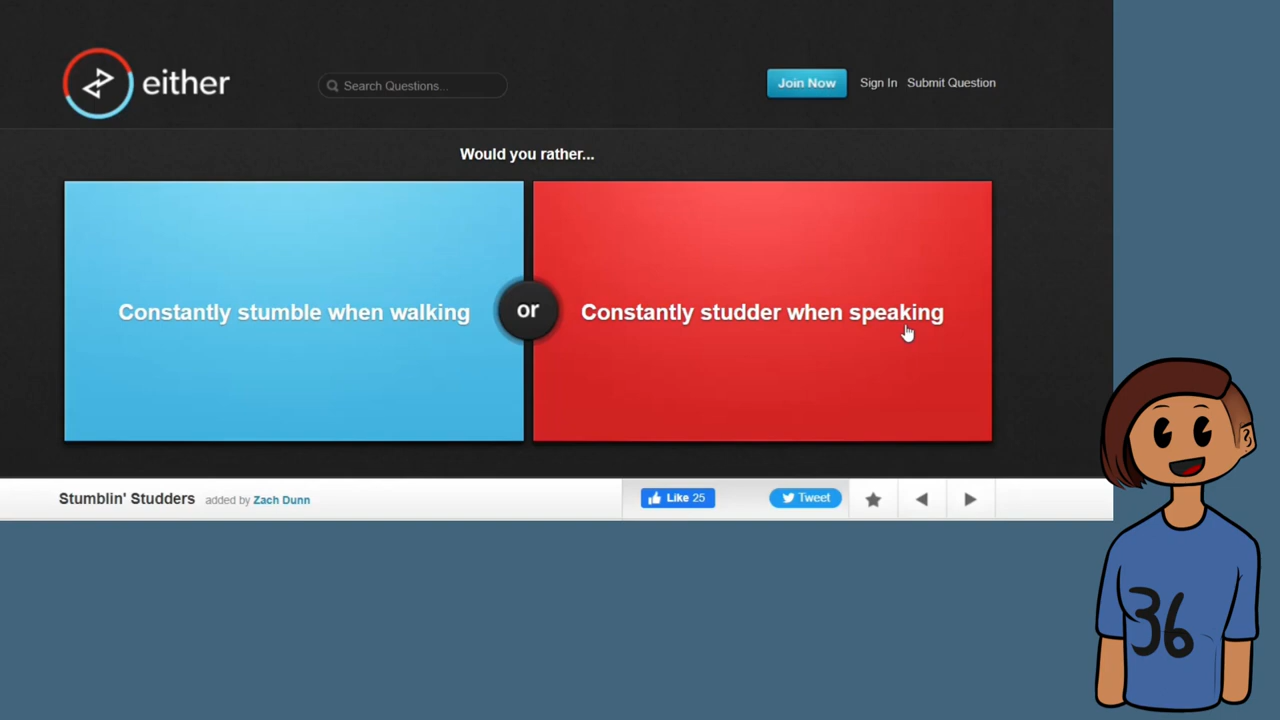 either
Search Questions...
Join Now
Sign In
Submit Question
Would you rather...
Constantly stumble when walking
or
Constantly studder when speaking
Stumblin' Studders
added by Zach Dunn
Like 25
Tweet
36